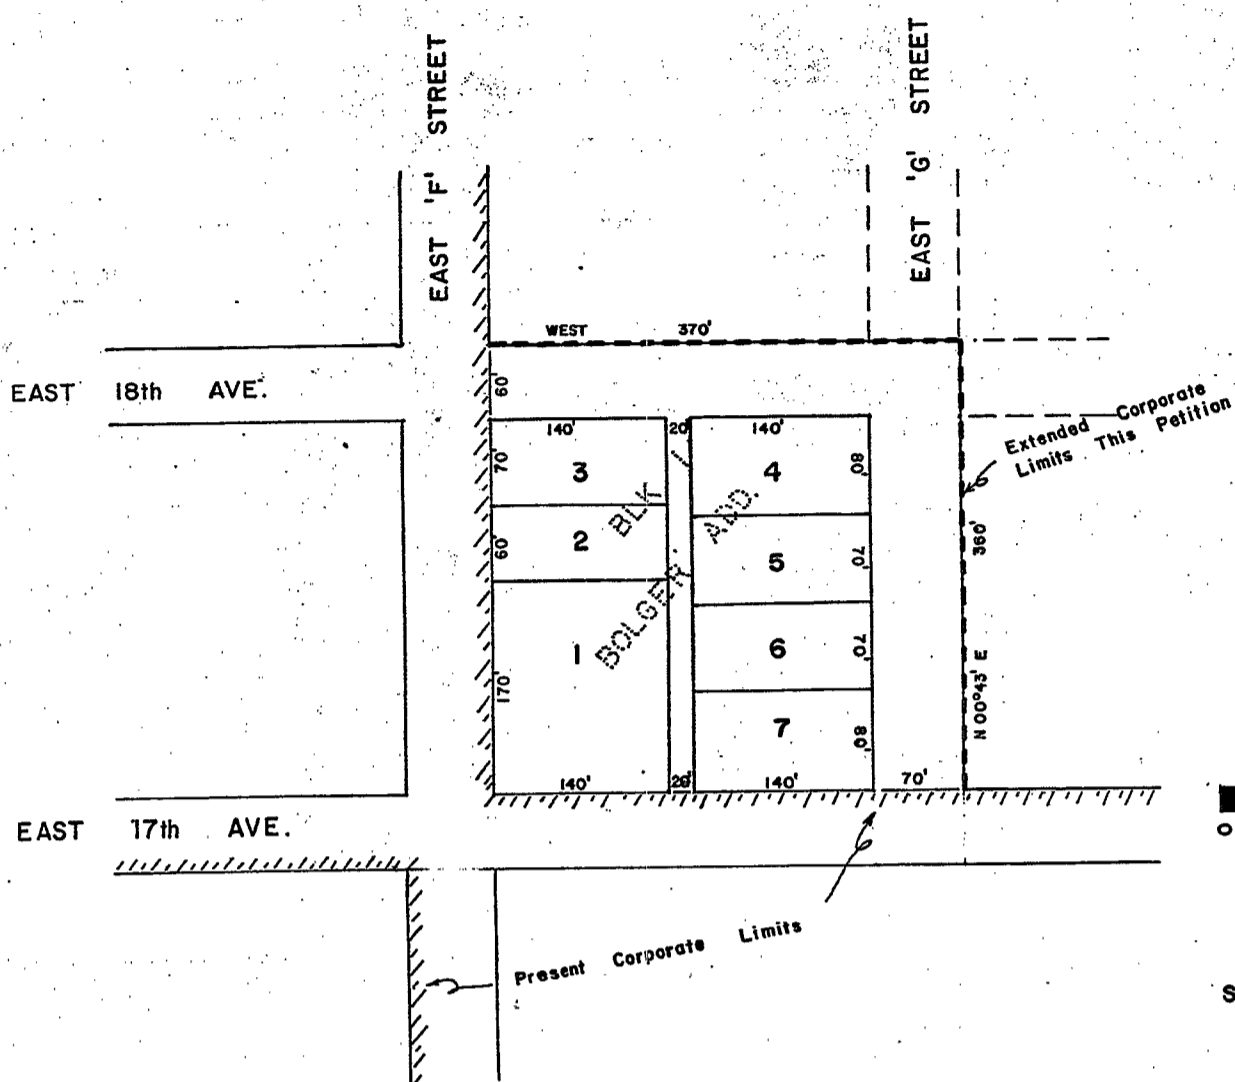 EAST 'F' STREET
EAST 'G' STREET
WEST 370'
EAST 18th AVE.
60'
140'
20'
140'
Extended Corporate
Limits This Petition
70'
3
4
80'
BLK 1
ADD.
60'
2
5
70'
360'
BOLGER
1
6
70'
170'
N 00°43' E
7
80'
140'
20'
140'
70'
EAST 17th AVE.
Present Corporate Limits
O
S